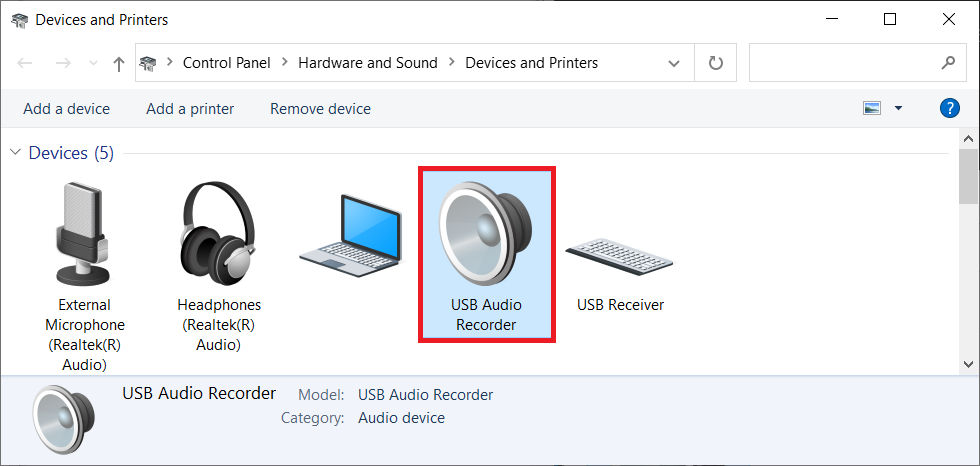 Devices and Printers
Control Panel > Hardware and Sound > Devices and Printers
Add a device Add a printer Remove device ?
Devices (5)
External
Microphone
(Realtek(R)
Audio)
Headphones
(Realtek(R)
Audio)
USB Audio
Recorder
USB Receiver
USB Audio Recorder Model: USB Audio Recorder
Category: Audio device